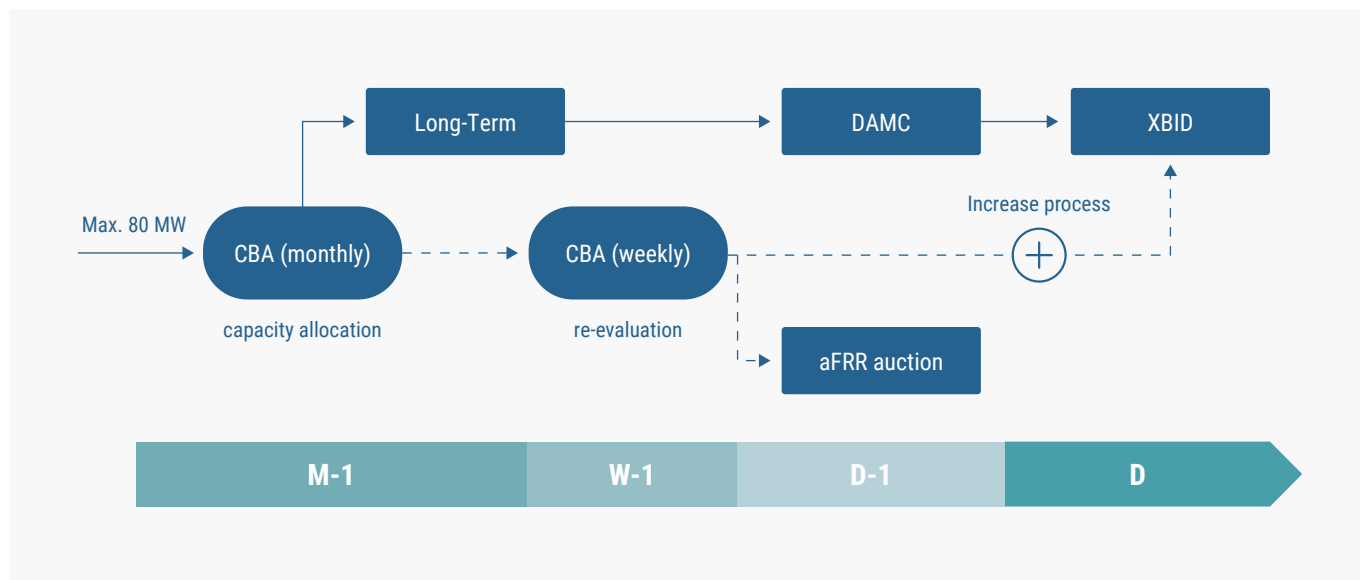 Long-Term
DAMC
XBID
Max. 80 MW
Increase process
CBA (monthly)
CBA (weekly)
capacity allocation
re-evaluation
aFRR auction
M-1
W-1
D-1
D